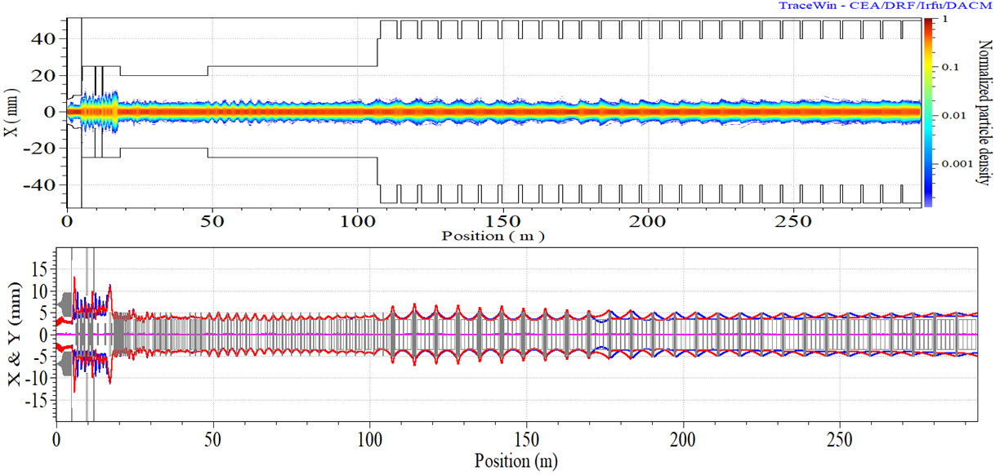 TraceWin - CEA/DRF/Irfu/DACM
40
20
0
-20
-40
X ( mm )
0 50 100 150 200 250
Position ( m )
1
0.1
0.01
0.001
Normalized particle density
15
10
5
0
-5
-10
-15
X & Y (mm)
0 50 100 150 200 250
Position (m)